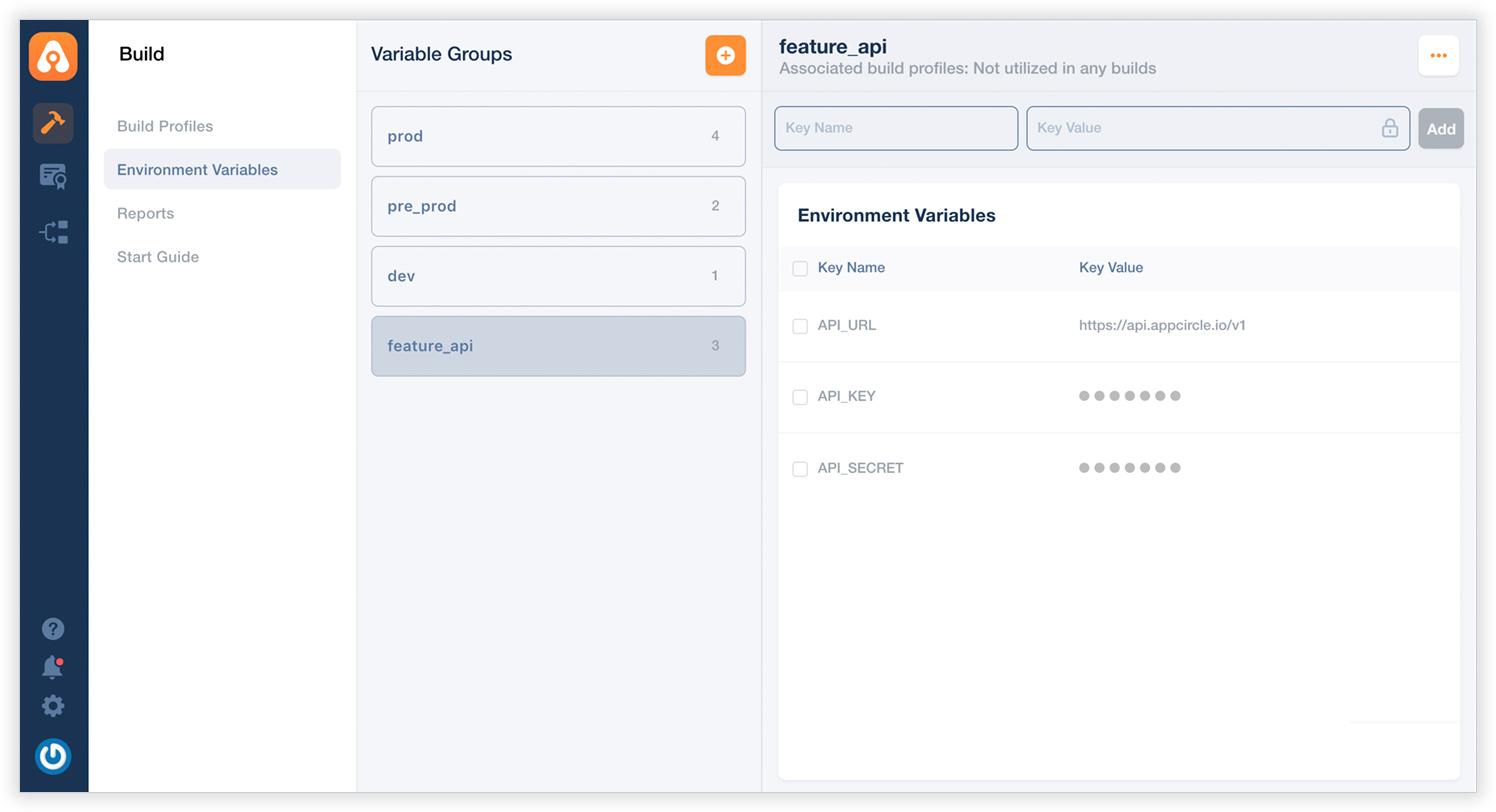 Build
Build Profiles
Environment Variables
Reports
Start Guide
Variable Groups
prod 4
pre_prod 2
dev 1
feature_api 3
feature_api
Associated build profiles: Not utilized in any builds
Key Name Key Value Add
Environment Variables
Key Name Key Value
API_URL https://api.appcircle.io/v1
API_KEY ●●●●●●●
API_SECRET ●●●●●●●